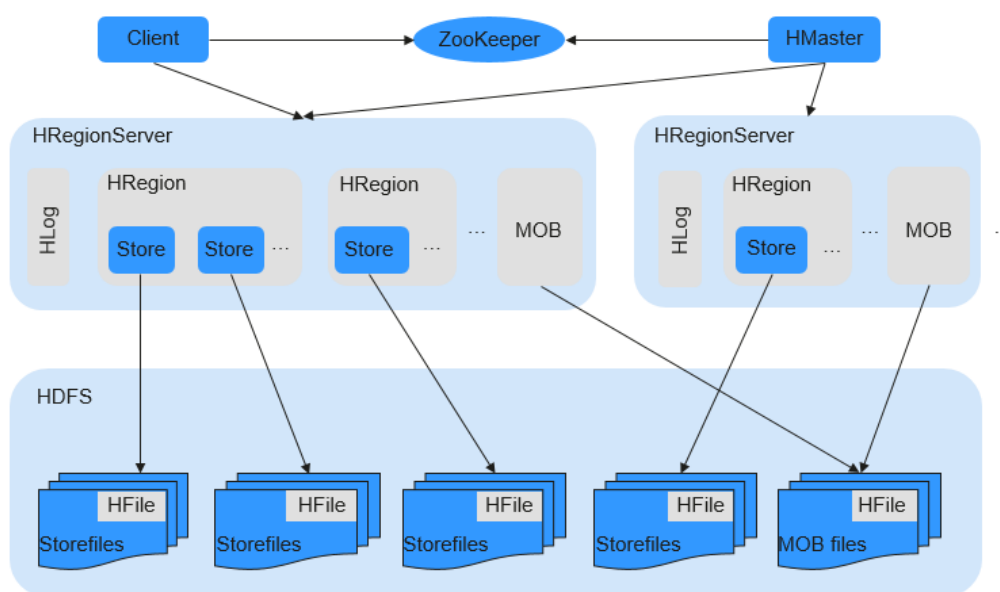 Client
ZooKeeper
HMaster
HRegionServer
HRegionServer
HLog
HRegion
Store
Store
...
HRegion
Store
...
...
MOB
HLog
HRegion
Store
...
...
MOB
.
HDFS
HFile
Storefiles
HFile
Storefiles
HFile
Storefiles
HFile
Storefiles
HFile
MOB files